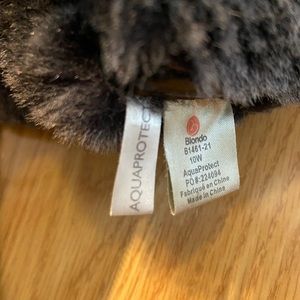 AQUAPROTECT
Blondo
B1461-21
10W
AquaProtect
PO#:224094
Fabriqué en Chine
Made in China